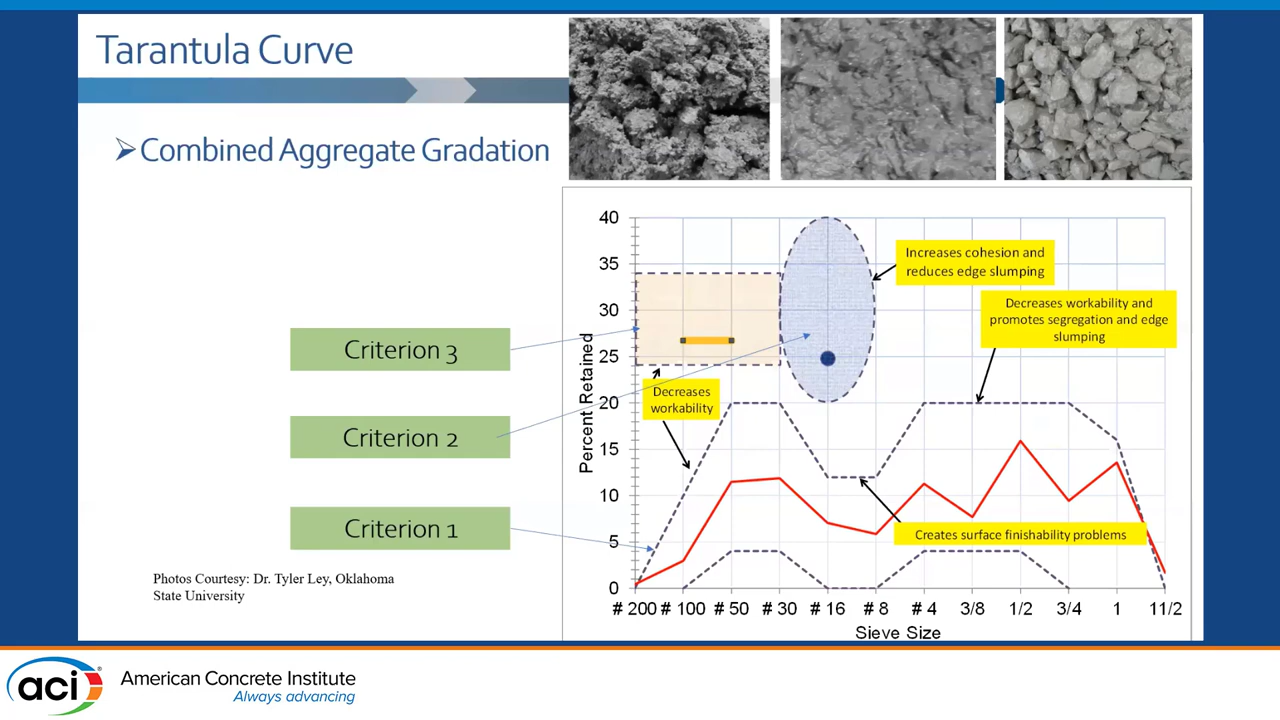 Tarantula Curve
➢Combined Aggregate Gradation
Criterion 3
Criterion 2
Criterion 1
Photos Courtesy: Dr. Tyler Ley, Oklahoma
State University
Percent Retained
40
35
30
25
20
15
10
5
0
Increases cohesion and
reduces edge slumping
Decreases workability and
promotes segregation and edge
slumping
Decreases
workability
Creates surface finishability problems
# 200 # 100 # 50 # 30 # 16 # 8 # 4 3/8 1/2 3/4 1 11/2
Sieve Size
aci®
American Concrete Institute
Always advancing